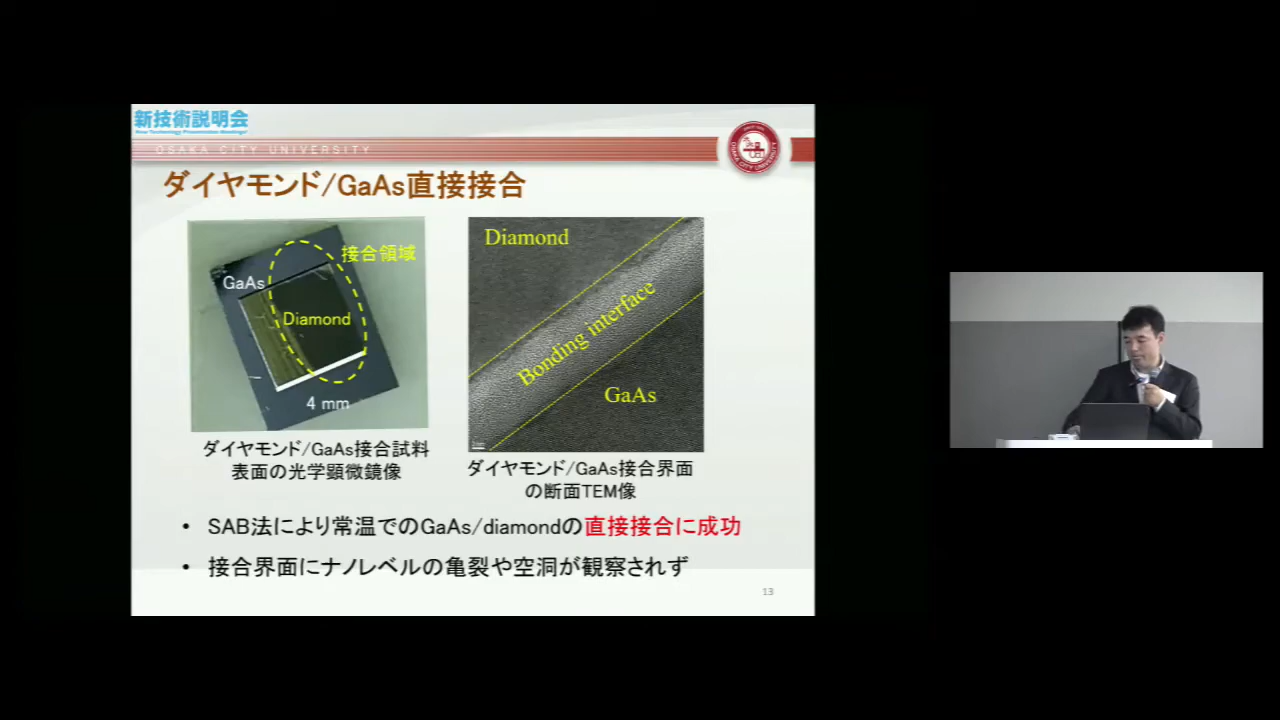 新技術説明会
New Technology Presentation Meetings!
OSAKA CITY UNIVERSITY
ダイヤモンド/GaAs直接接合
接合領域
GaAs
Diamond
4 mm
ダイヤモンド/GaAs接合試料
表面の光学顕微鏡像
Diamond
Bonding interface
GaAs
ダイヤモンド/GaAs接合界面
の断面TEM像
• SAB法により常温でのGaAs/diamondの直接接合に成功
• 接合界面にナノレベルの亀裂や空洞が観察されず
13